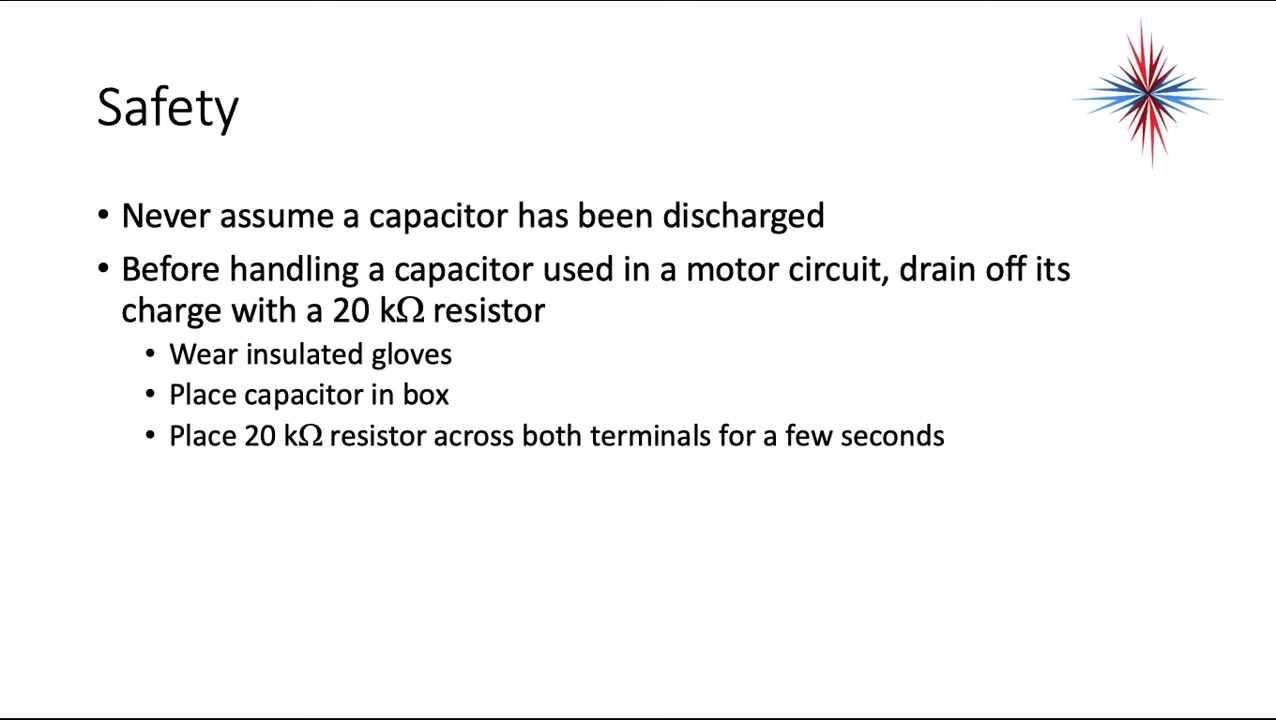 Safety
• Never assume a capacitor has been discharged
• Before handling a capacitor used in a motor circuit, drain off its
charge with a 20 kΩ resistor
• Wear insulated gloves
• Place capacitor in box
• Place 20 kΩ resistor across both terminals for a few seconds